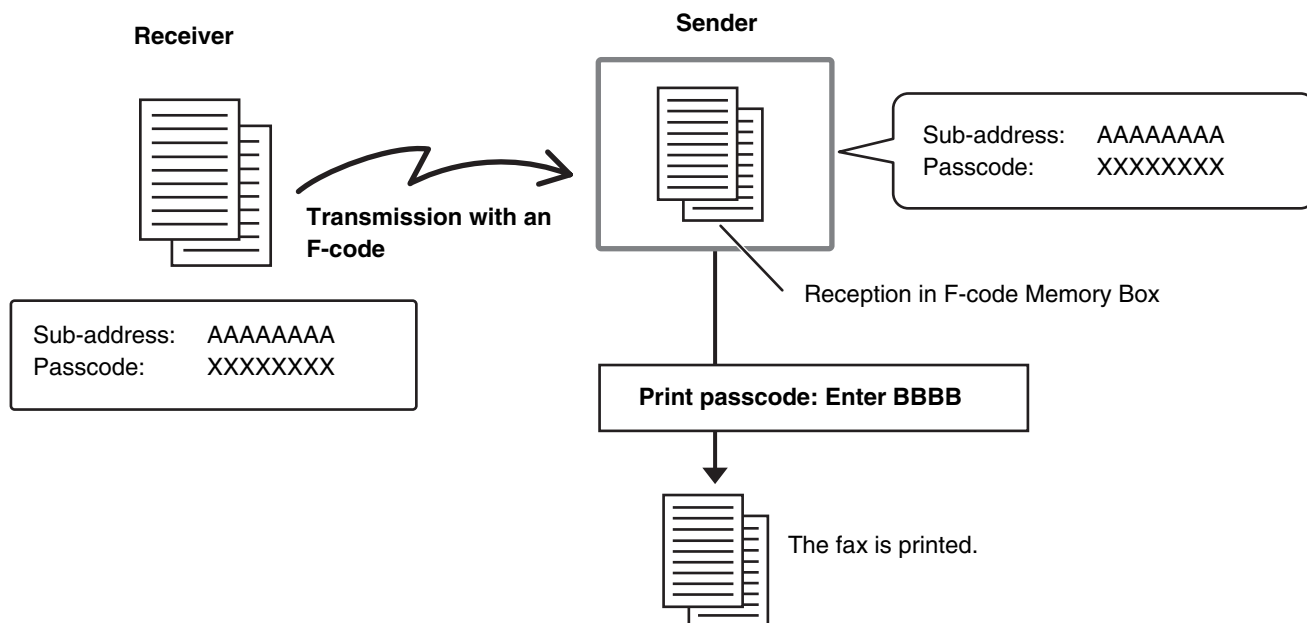 Receiver
Sender
Sub-address: AAAAAAAA
Passcode: XXXXXXXX
Transmission with an
F-code
Reception in F-code Memory Box
Sub-address: AAAAAAAA
Passcode: XXXXXXXX
Print passcode: Enter BBBB
The fax is printed.